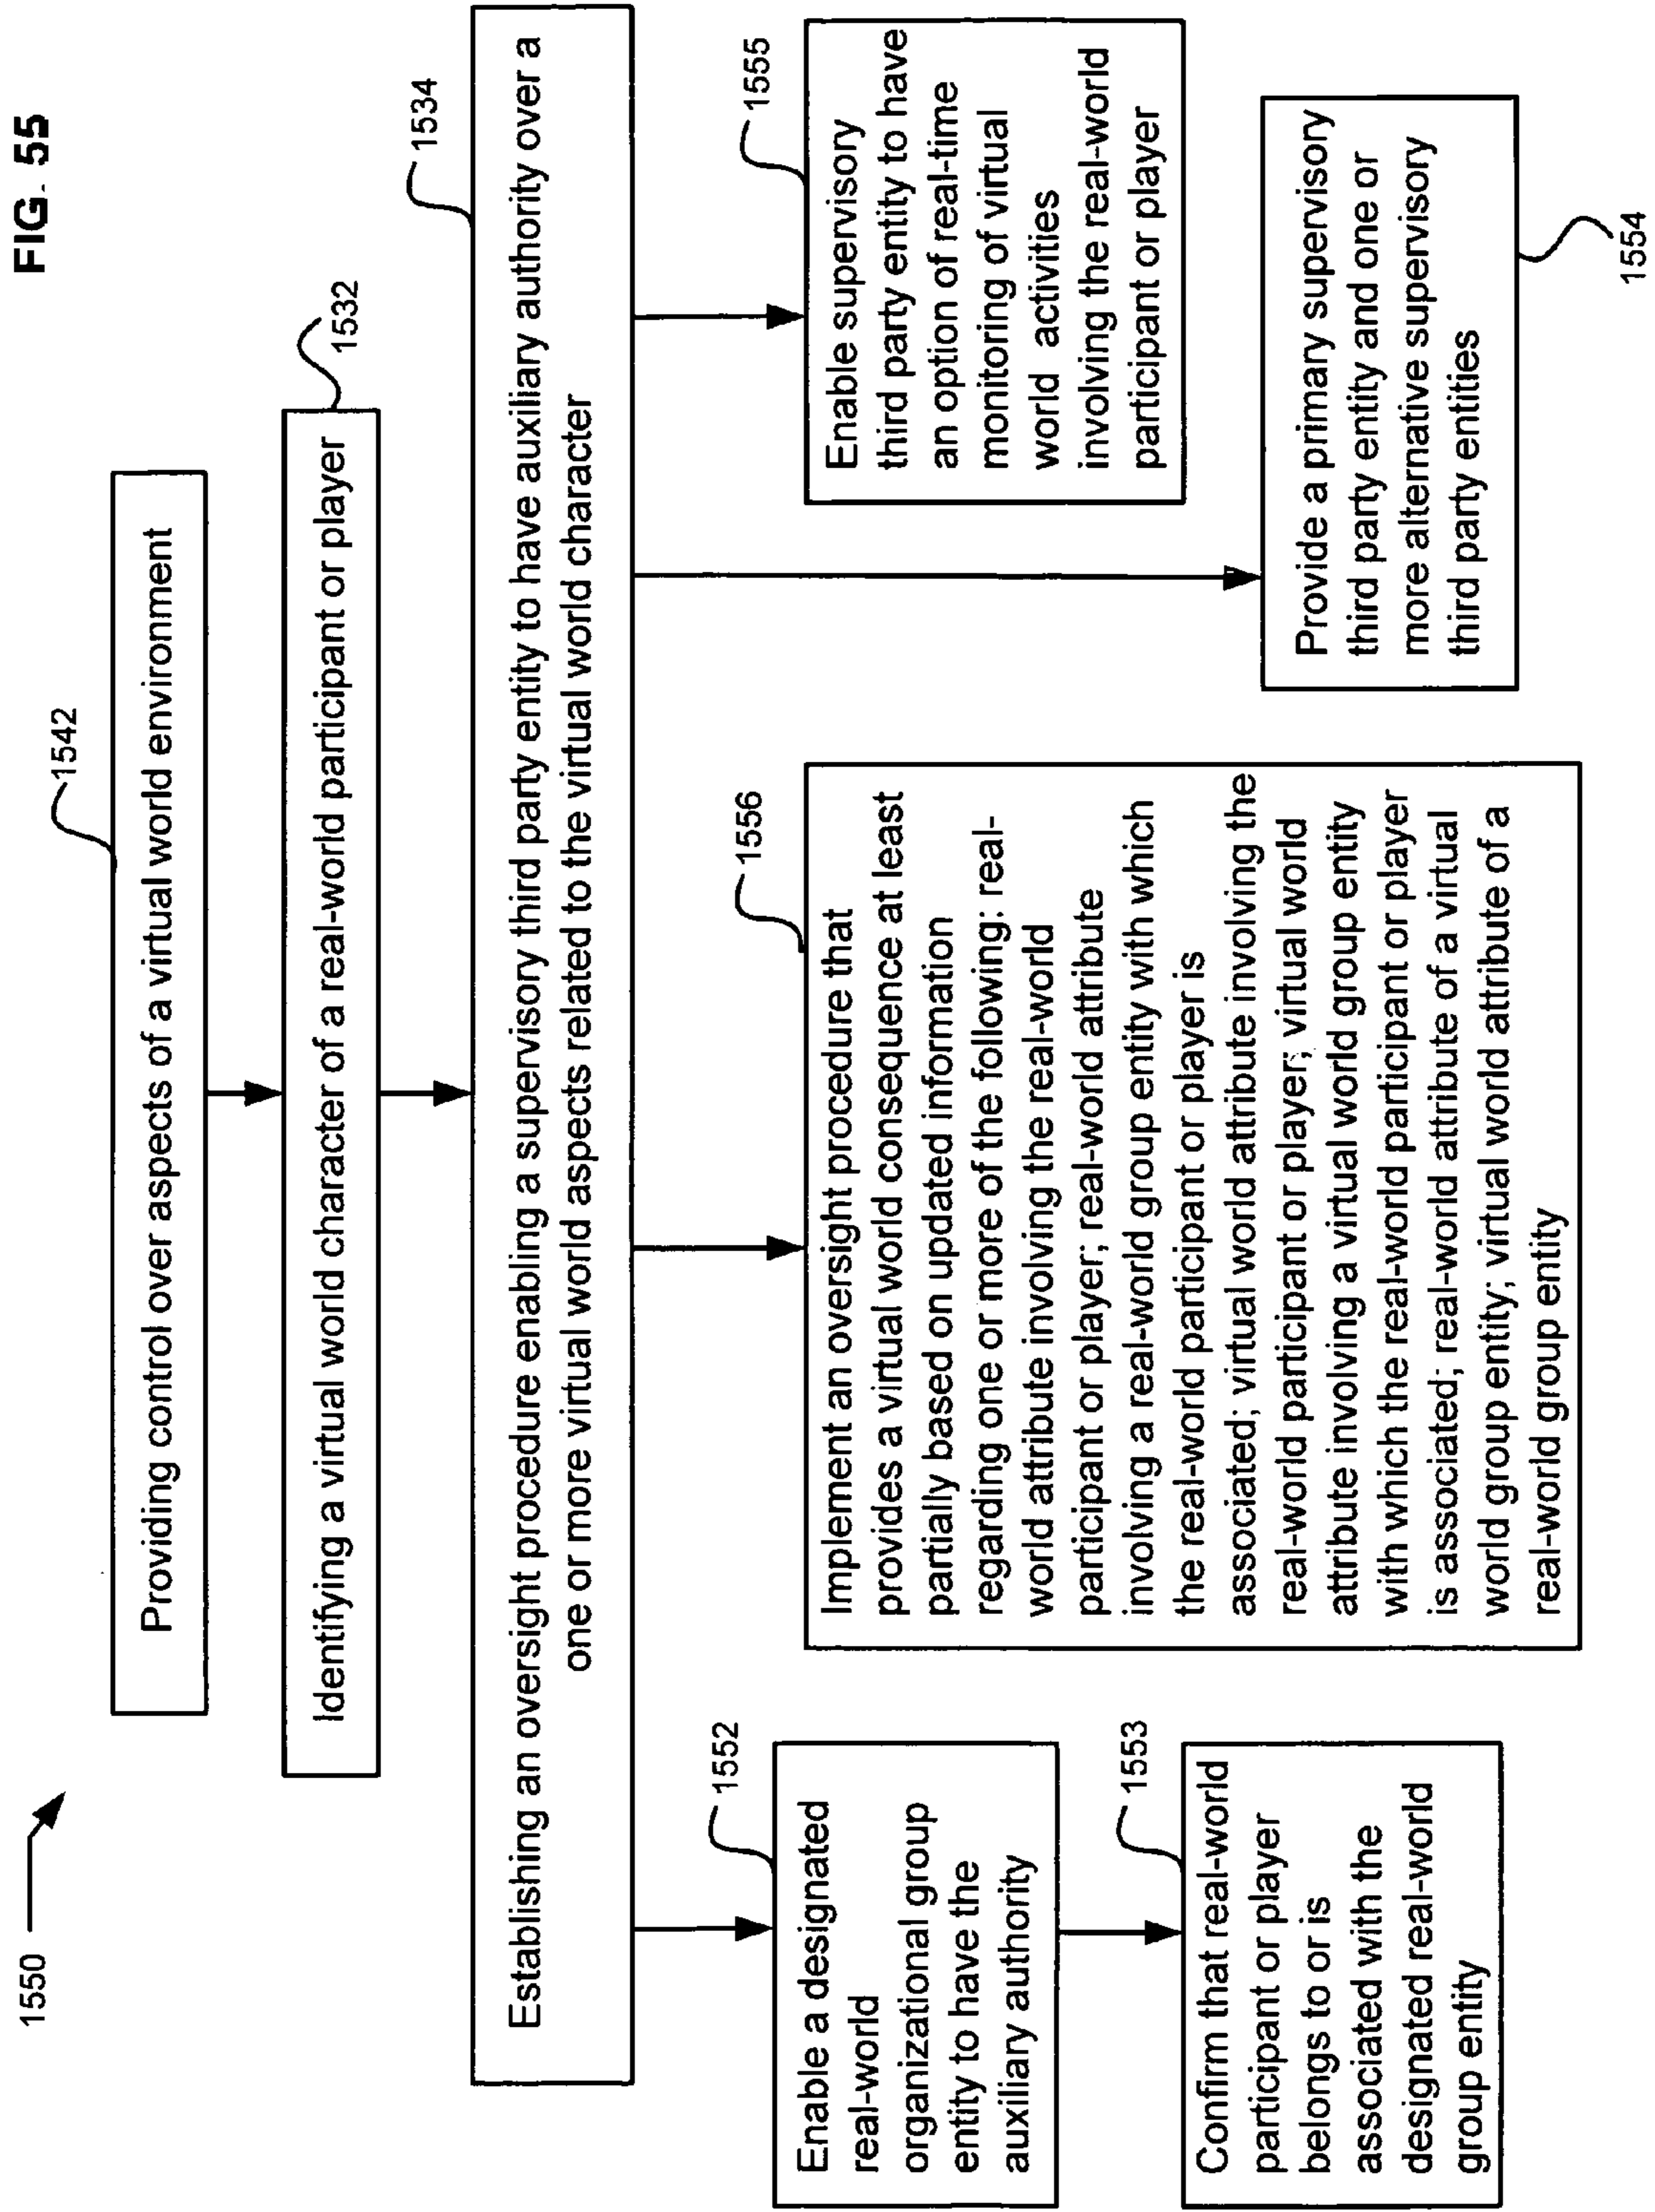 FIG. 55
1550
1542
Providing control over aspects of a virtual world environment
1532
Identifying a virtual world character of a real-world participant or player
1534
Establishing an oversight procedure enabling a supervisory third party entity to have auxiliary authority over a
one or more virtual world aspects related to the virtual world character
1552
Enable a designated
real-world
organizational group
entity to have the
auxiliary authority
1553
Confirm that real-world
participant or player
belongs to or is
associated with the
designated real-world
group entity
1556
Implement an oversight procedure that
provides a virtual world consequence at least
partially based on updated information
regarding one or more of the following: real-
world attribute involving the real-world
participant or player; real-world attribute
involving a real-world group entity with which
the real-world participant or player is
associated; virtual world attribute involving the
real-world participant or player; virtual world
attribute involving a virtual world group entity
with which the real-world participant or player
is associated; real-world attribute of a virtual
world group entity; virtual world attribute of a
real-world group entity
1555
Enable supervisory
third party entity to have
an option of real-time
monitoring of virtual
world activities
involving the real-world
participant or player
Provide a primary supervisory
third party entity and one or
more alternative supervisory
third party entities
1554